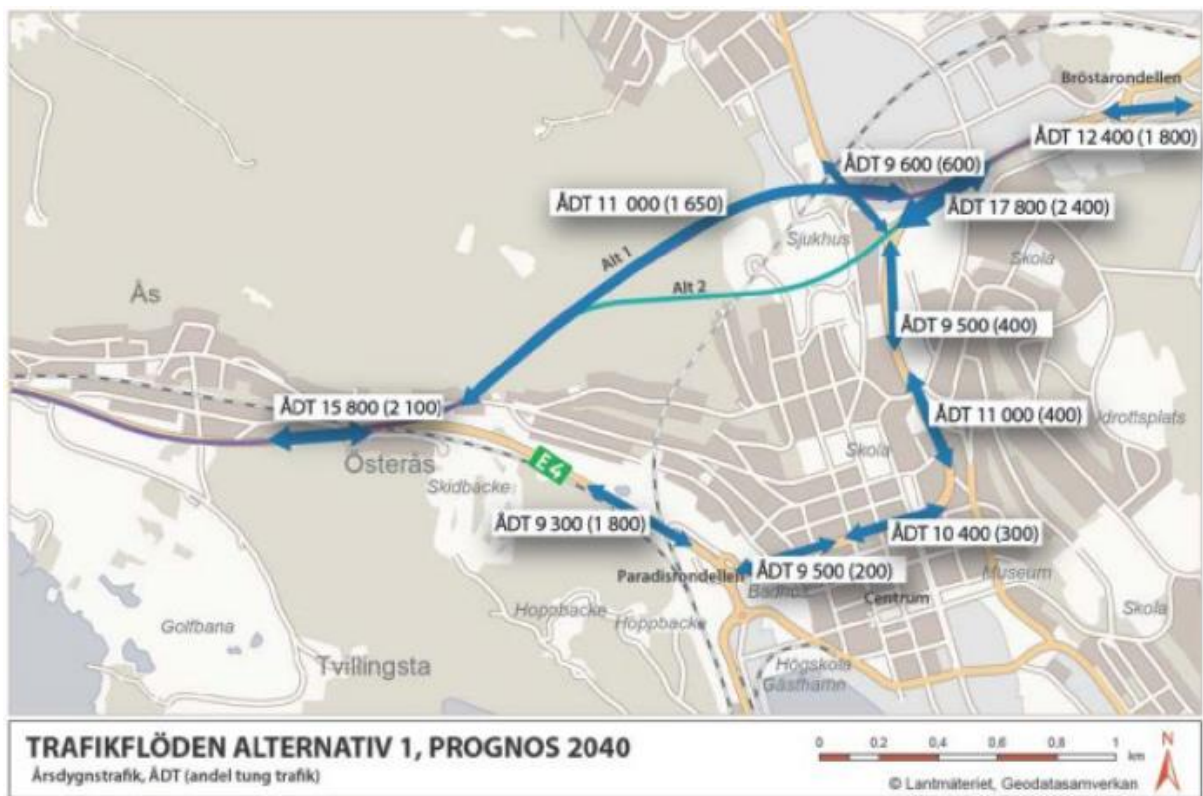 Bröstarondellen
ÅDT 12 400 (1 800)
ÅDT 9 600 (600)
ÅDT 11 000 (1 650)
ÅDT 17 800 (2 400)
Sjukhus
Skola
Alt 1
Alt 2
Ås
ÅDT 9 500 (400)
ÅDT 15 800 (2 100)
ÅDT 11 000 (400)
Idrottsplats
Österås
Skola
E4
Skidbacke
ÅDT 9 300 (1 800)
ÅDT 10 400 (300)
Paradisrondellen
ÅDT 9 500 (200)
Museum
Centrum
Hoppbacke
Hoppbacke
Skola
Golfbana
Tvillingsta
Högskola
Gästhamn
TRAFIKFLÖDEN ALTERNATIV 1, PROGNOS 2040
Årsdygnstrafik, ÅDT (andel tung trafik)
0 0,2 0,4 0,6 0,8 1
km
N
© Lantmäteriet, Geodatasamverkan